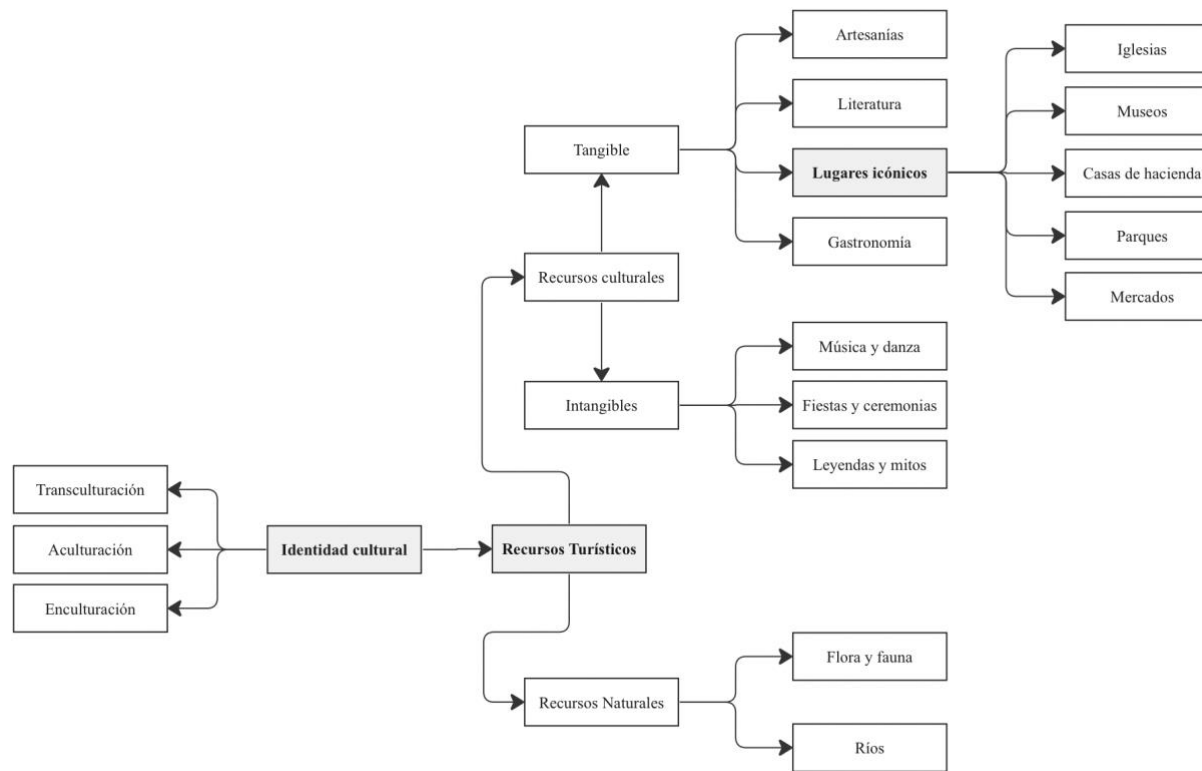 Artesanías
Literatura
Lugares icónicos
Gastronomía
Iglesias
Museos
Casas de hacienda
Parques
Mercados
Tangible
Recursos culturales
Intangibles
Música y danza
Fiestas y ceremonias
Leyendas y mitos
Transculturación
Aculturación
Enculturación
Identidad cultural
Recursos Turísticos
Recursos Naturales
Flora y fauna
Ríos